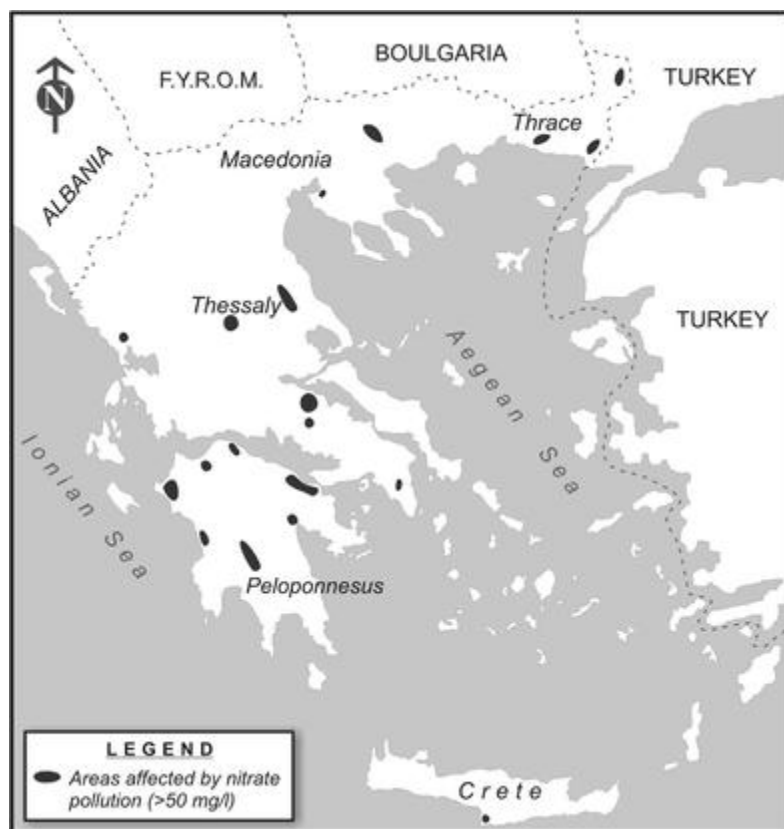 BOULGARIA
F.Y.R.O.M.
TURKEY
N
Thrace
Macedonia
ALBANIA
Thessaly
TURKEY
Aegean Sea
Ionian Sea
Peloponnesus
LEGEND
Areas affected by nitrate
pollution (>50 mg/l)
Crete